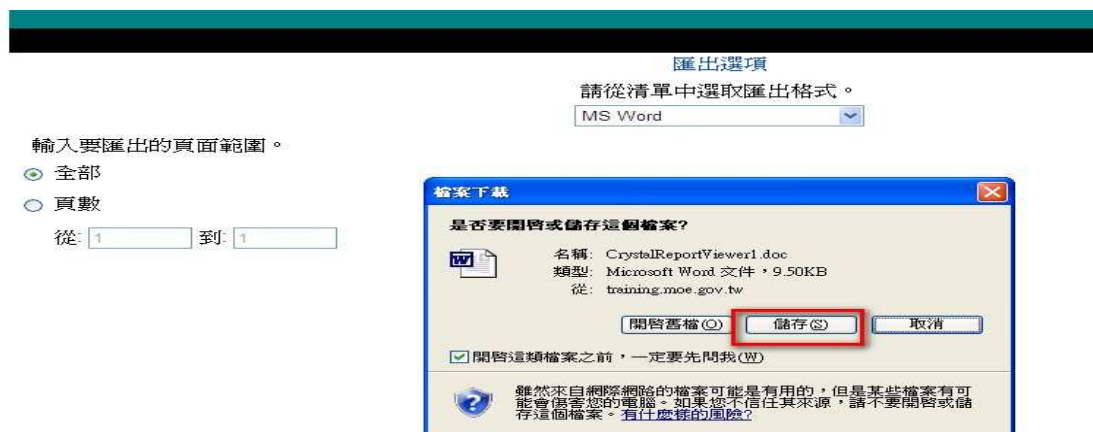 匯出選項
請從清單中選取匯出格式。
MS Word
輸入要匯出的頁面範圍。
全部
頁數
從: 1 到: 1
檔案下載
是否要開啟或儲存這個檔案?
名稱: CrystalReportViewer1.doc
類型: Microsoft Word 文件，9.50KB
從: training.moe.gov.tw
開啟舊檔(O) 儲存(S) 取消
開啟這類檔案之前，一定要先問我(W)
雖然來自網際網路的檔案可能是有用的，但是某些檔案有可
能會傷害您的電腦。如果您不信任其來源，請不要開啟或儲
存這個檔案。有什麼樣的風險?